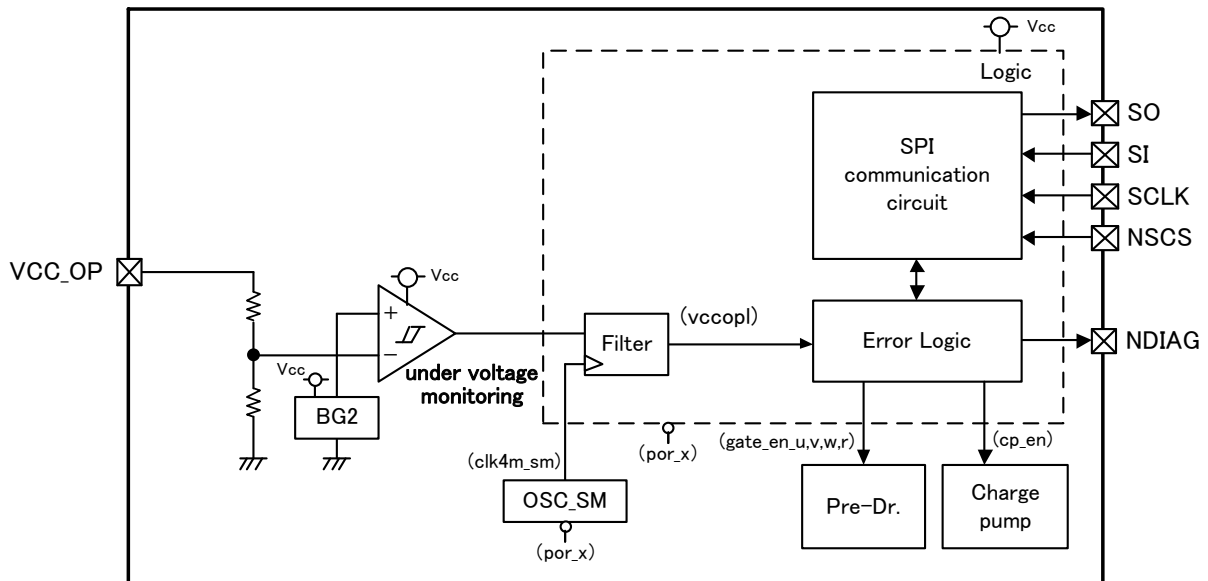 Vcc
Logic
SO
SPI
communication
circuit
SI
SCLK
NSCS
VCC_OP
Vcc
+
−
under voltage
monitoring
Vcc
BG2
Filter
(vccopl)
Error Logic
NDIAG
(clk4m_sm)
OSC_SM
(por_x)
(por_x)
(gate_en_u,v,w,r)
(cp_en)
Pre-Dr.
Charge
pump